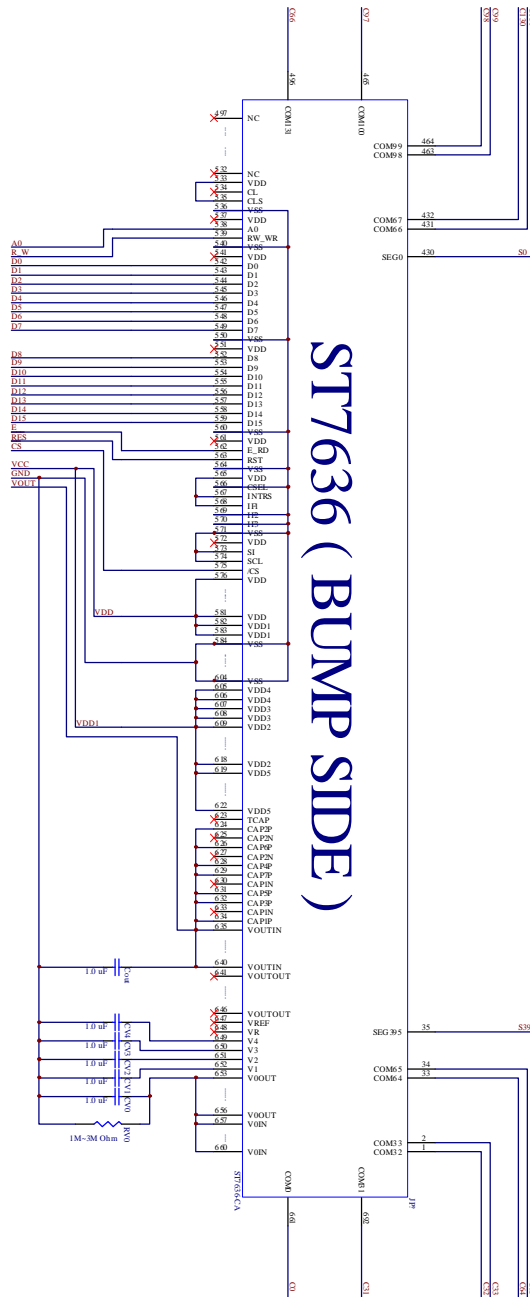 C66
C97
C98
C99
C130
496
465
COM131
COM100
497 NC
COM99 464
COM98 463
532 NC
533 VDD
534 CL
535 CLS
536 VSS
537 VDD
COM67 432
A0 538 A0
COM66 431
R_W 539 RW_WR
540 VSS
541 VDD
SEG0 430 S0
D0 542 D0
D1 543 D1
D2 544 D2
D3 545 D3
D4 546 D4
D5 547 D5
D6 548 D6
D7 549 D7
550 VSS
551 VDD
D8 552 D8
D9 553 D9
D10 554 D10
D11 555 D11
D12 556 D12
D13 557 D13
D14 558 D14
D15 559 D15
560 VSS
561 VDD
E 562 E_RD
RES 563 RST
CS
564 VSS
VCC 565 VDD
GND 566 CSEL
VOUT 567 INTRS
568 IF1
569 H2
570 H3
571 VSS
572 VDD
573 SI
574 SCL
575 /CS
576 VDD
ST7636 ( BUMP SIDE )
VDD 581 VDD
582 VDD1
583 VDD1
584 VSS
604 VSS
605 VDD4
606 VDD4
607 VDD3
608 VDD3
VDD1 609 VDD2
618 VDD2
619 VDD5
622 VDD5
623 TCAP
624 CAP2P
625 CAP2N
626 CAP6P
627 CAP2N
628 CAP4P
629 CAP7P
630 CAP1N
631 CAP5P
632 CAP3P
633 CAP1N
634 CAP1P
635 VOUTIN
640 VOUTIN
1.0 uF Cout
641 VOUTOUT
646 VOUTOUT
647 VREF
648 VR
SEG395 35 S39
1.0 uF CV4 649 V4
1.0 uF CV3 650 V3
1.0 uF CV2 651 V2
1.0 uF CV1 652 V1
1.0 uF CV0 653 V0OUT
COM65 34
COM64 33
656 V0OUT
657 V0IN
1M~3M Ohm RV0
COM33 2
COM32 1
660 V0IN
ST7636-CA
COM0
COM31
JP?
661
692
C0
C31
C32
C33
C64